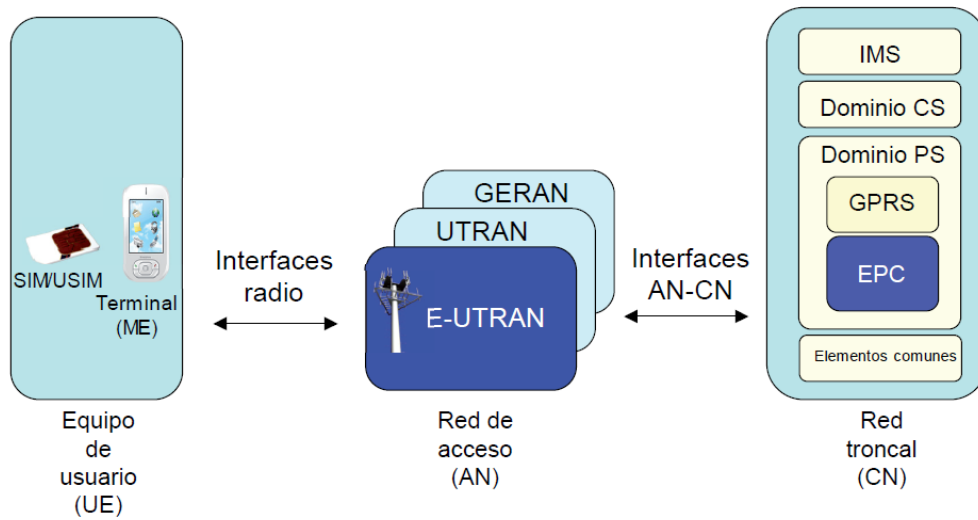 SIM/USIM
Terminal
(ME)
Equipo
de
usuario
(UE)
Interfaces
radio
GERAN
UTRAN
E-UTRAN
Red de
acceso
(AN)
Interfaces
AN-CN
IMS
Dominio CS
Dominio PS
GPRS
EPC
Elementos comunes
Red
troncal
(CN)